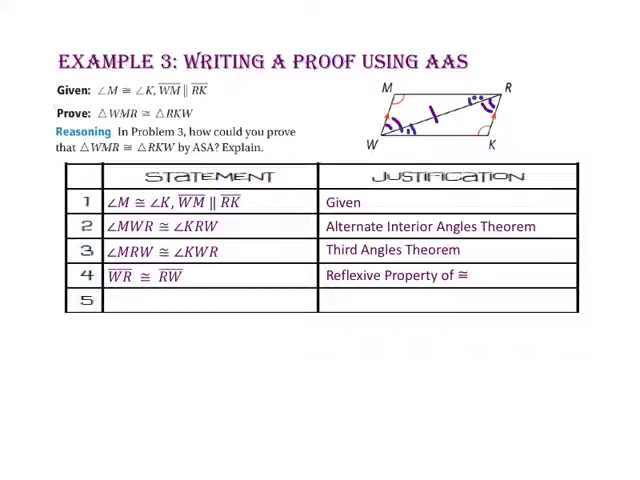 EXAMPLE 3: WRITING A PROOF USING AAS
Given: ∠M ≅ ∠K, WM ∥ RK
Prove: △WMR ≅ △RKW
Reasoning In Problem 3, how could you prove
that △WMR ≅ △RKW by ASA? Explain.
M R
W K
STATEMENT JUSTIFICATION
1 ∠M ≅ ∠K, WM ∥ RK Given
2 ∠MWR ≅ ∠KRW Alternate Interior Angles Theorem
3 ∠MRW ≅ ∠KWR Third Angles Theorem
4 WR ≅ RW Reflexive Property of ≅
5